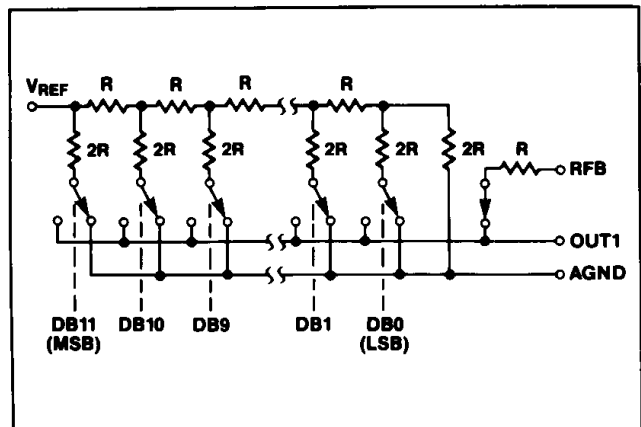 VREF
R R R R
2R 2R 2R 2R 2R 2R R RFB
OUT1
AGND
DB11 DB10 DB9 DB1 DB0
(MSB) (LSB)